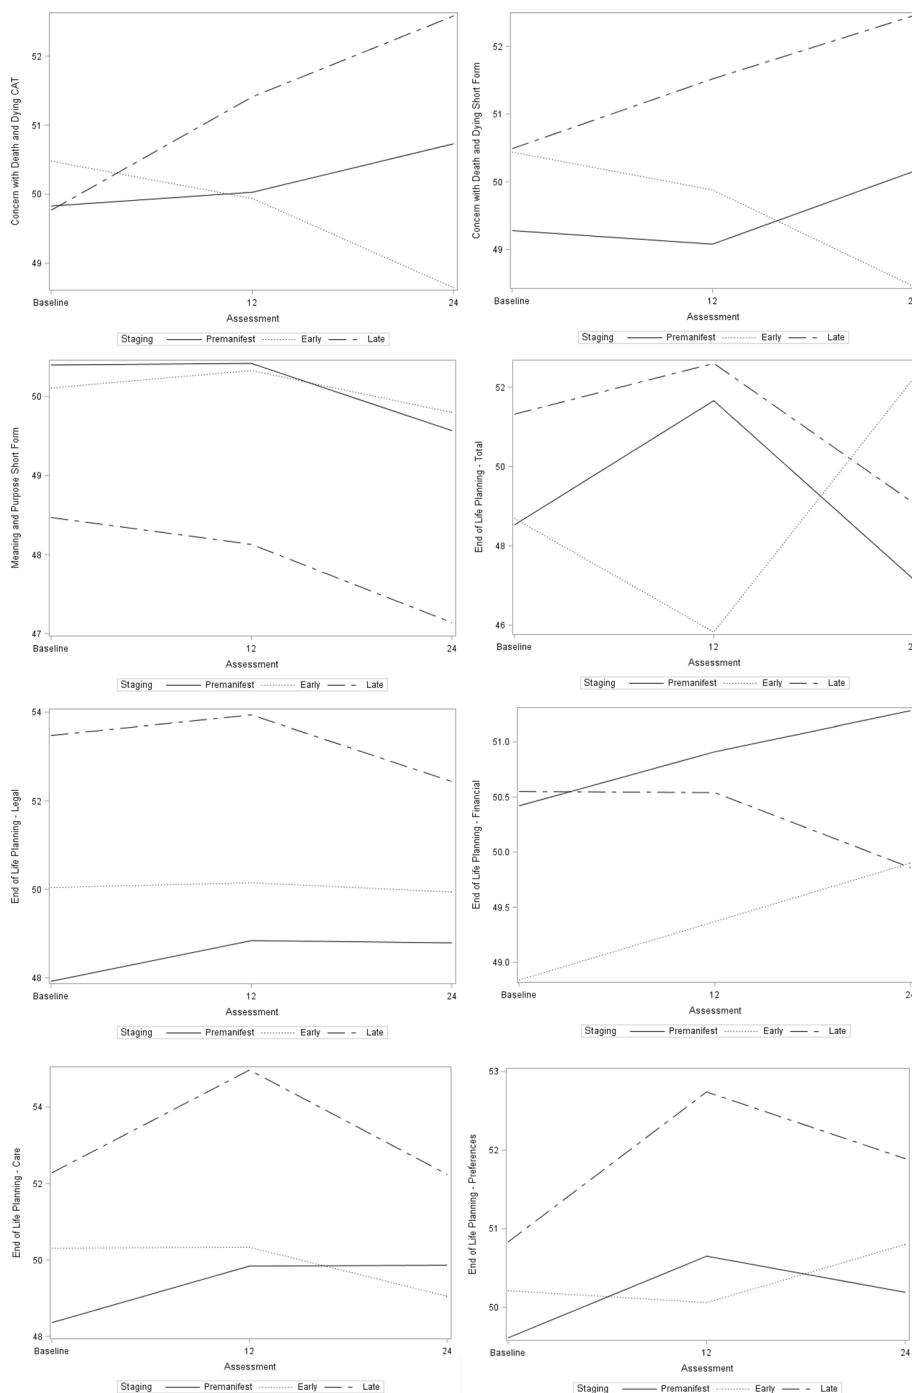 Concern with Death and Dying CAT
52
51
50
49
Baseline 12 24
Assessment
Staging Premanifest Early Late
Concern with Death and Dying Short Form
52
51
50
49
Baseline 12
Assessment
Staging Premanifest Early Late
Meaning and Purpose Short Form
50
49
48
47
Baseline 12 24
Assessment
Staging Premanifest Early Late
End of Life Planning - Total
52
50
48
46
Baseline 12
Assessment
Staging Premanifest Early Late
End of Life Planning - Legal
54
52
50
48
Baseline 12 24
Assessment
Staging Premanifest Early Late
End of Life Planning - Financial
51.0
50.5
50.0
49.5
49.0
Baseline 12
Assessment
Staging Premanifest Early Late
End of Life Planning - Care
54
52
50
48
Baseline 12 24
Assessment
Staging Premanifest Early Late
End of Life Planning - Preferences
53
52
51
50
Baseline 12 24
Assessment
Staging Premanifest Early Late